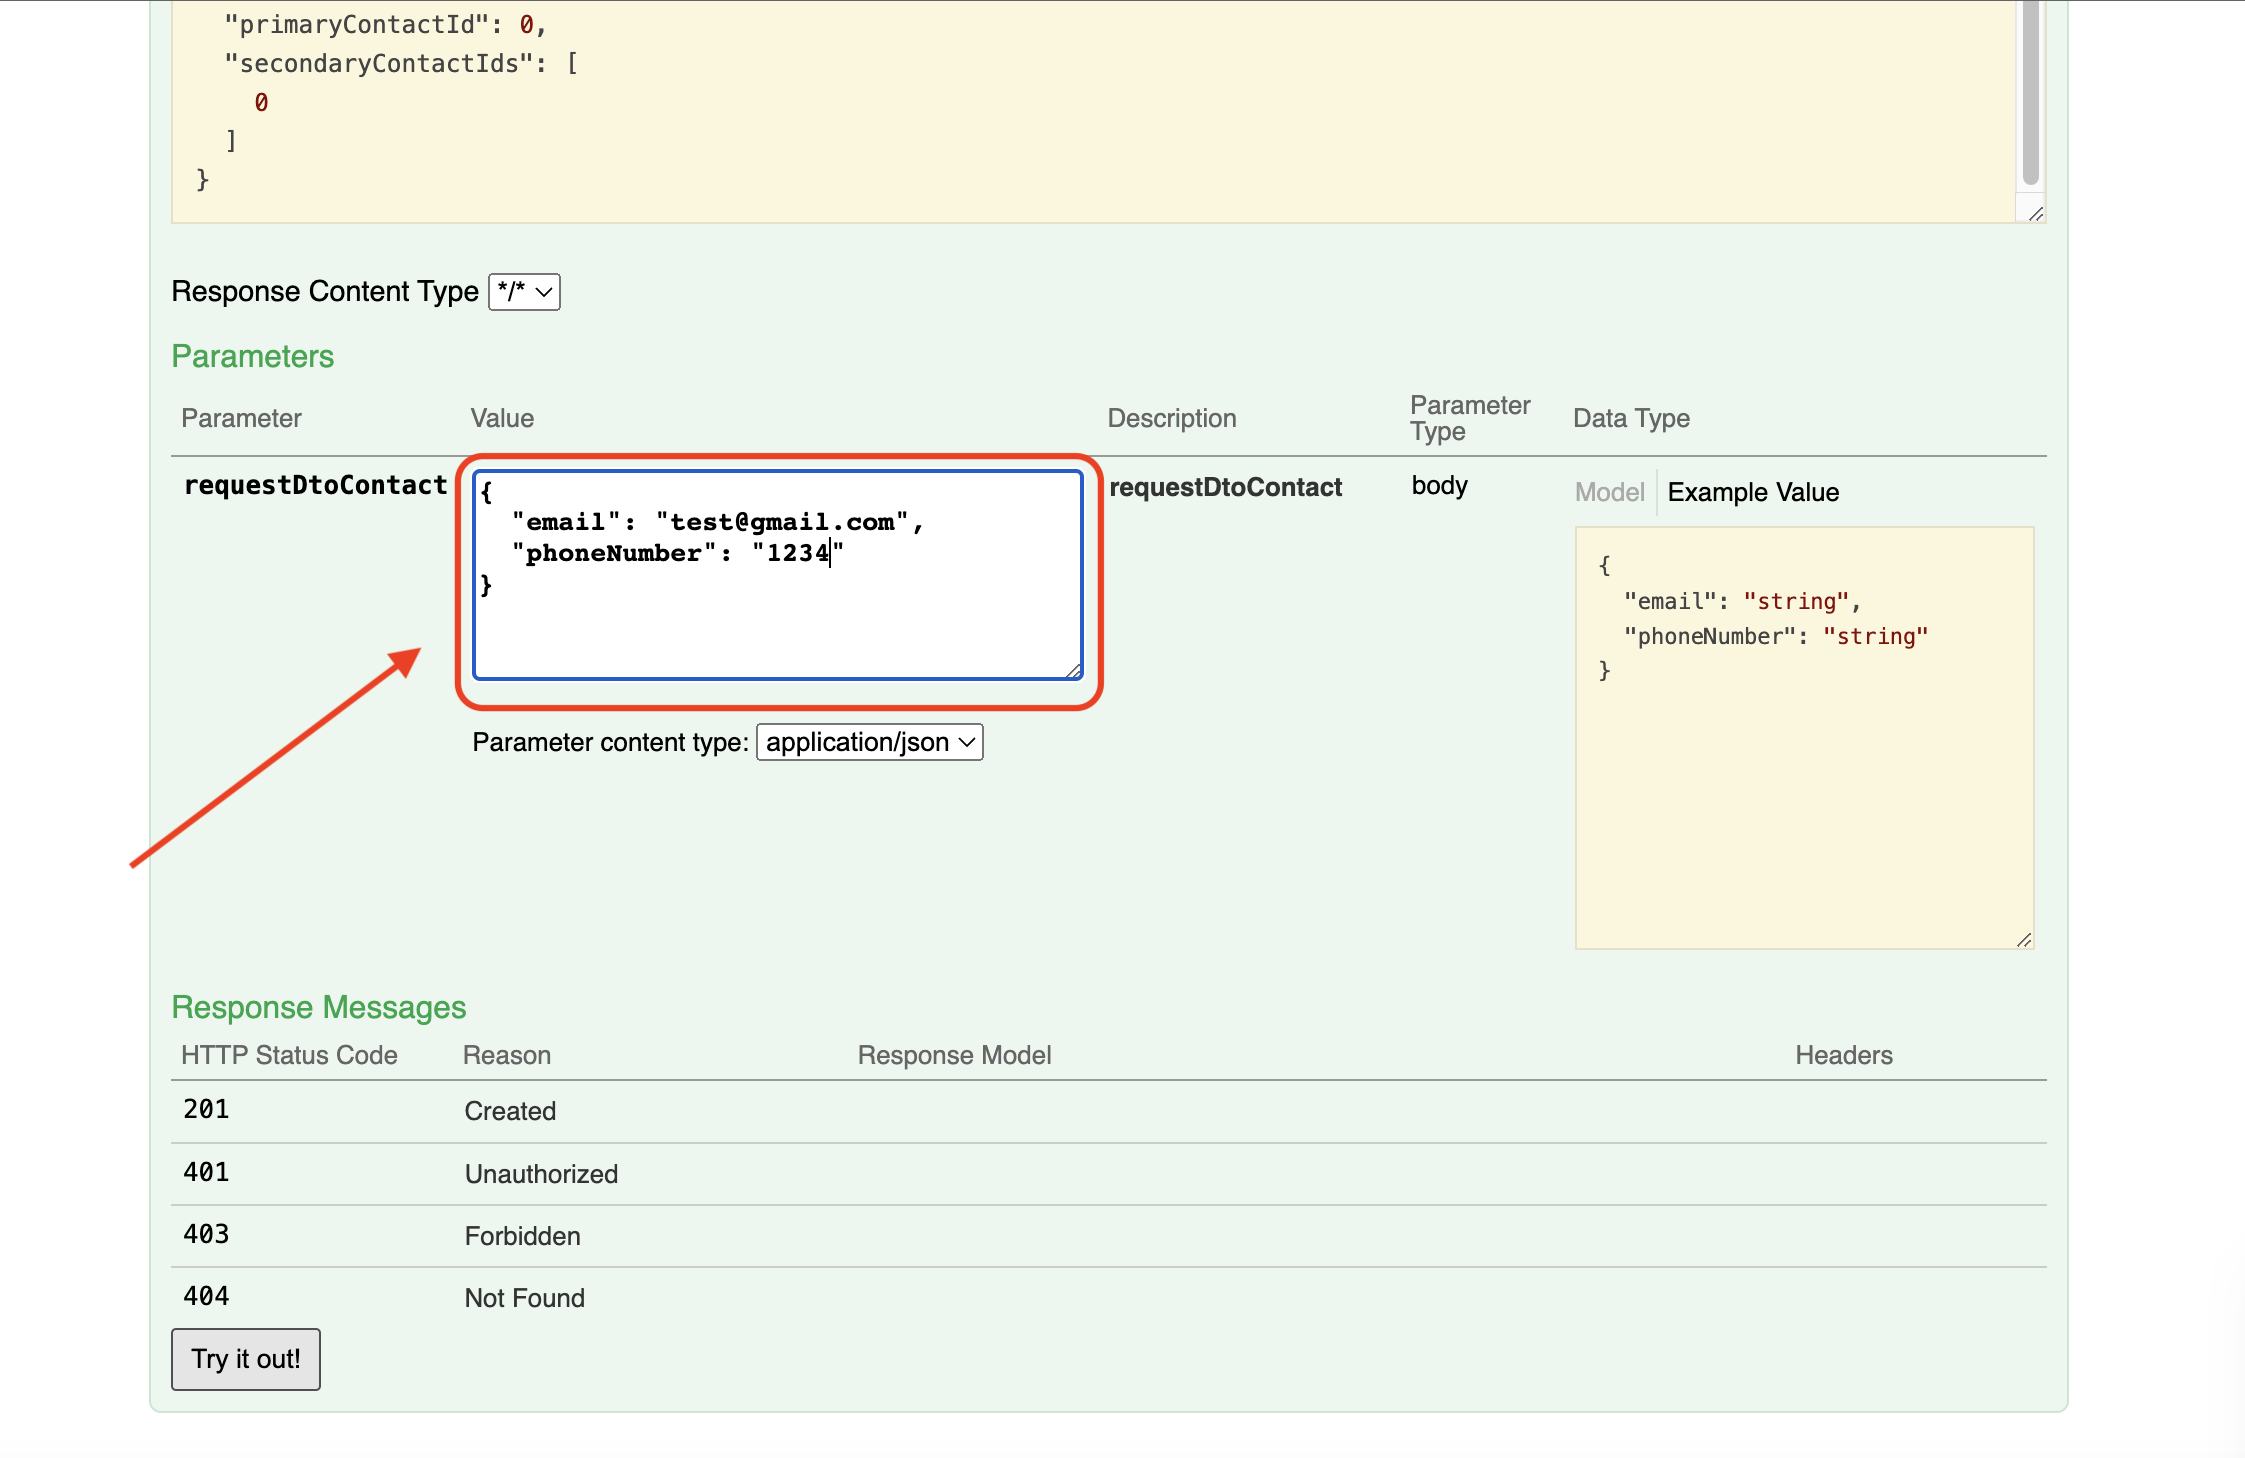 "primaryContactId": 0,
"secondaryContactIds": [
0
]
}
Response Content Type */*
Parameters
Parameter Value Description Parameter Type Data Type
requestDtoContact
{
"email": "test@gmail.com",
"phoneNumber": "1234"
}
Parameter content type: application/json
requestDtoContact
body
Model Example Value
{
"email": "string",
"phoneNumber": "string"
}
Response Messages
HTTP Status Code Reason Response Model Headers
201 Created
401 Unauthorized
403 Forbidden
404 Not Found
Try it out!